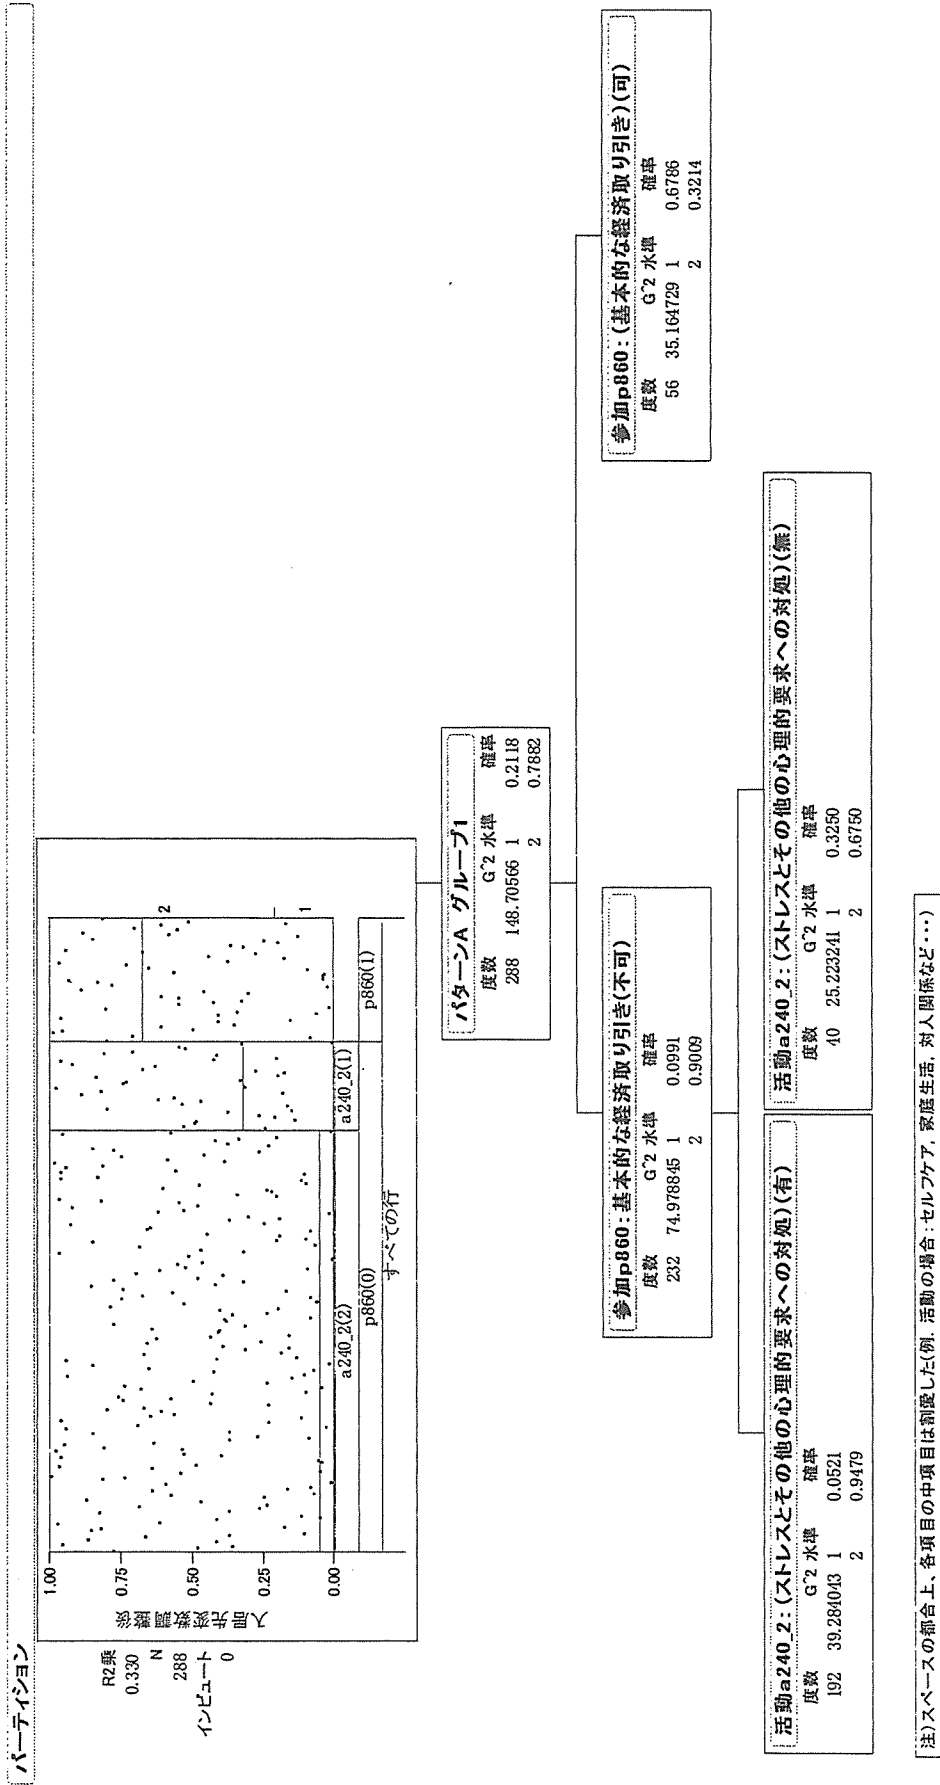 パーティション
R2乗
0.330
N
288
インピュート
0
入居先変数調整後
1.00
0.75
0.50
0.25
0.00
2
1
a240_2(2)
a240_2(1)
p860(1)
p860(0)
すべての行
パターンA グループ1
度数 G^2 水準 確率
288 148.70566 1 0.2118
2 0.7882
参加p860:基本的な経済取り引き(不可)
度数 G^2 水準 確率
232 74.978845 1 0.0991
2 0.9009
参加p860:(基本的な経済取り引き)(可)
度数 G^2 水準 確率
56 35.164729 1 0.6786
2 0.3214
活動a240_2:(ストレスとその他の心理的要求への対処)(有)
度数 G^2 水準 確率
192 39.284043 1 0.0521
2 0.9479
活動a240_2:(ストレスとその他の心理的要求への対処)(無)
度数 G^2 水準 確率
40 25.223241 1 0.3250
2 0.6750
注)スペースの都合上、各項目の中項目は割愛した(例. 活動の場合:セルフケア, 家庭生活, 対人関係など・・・)